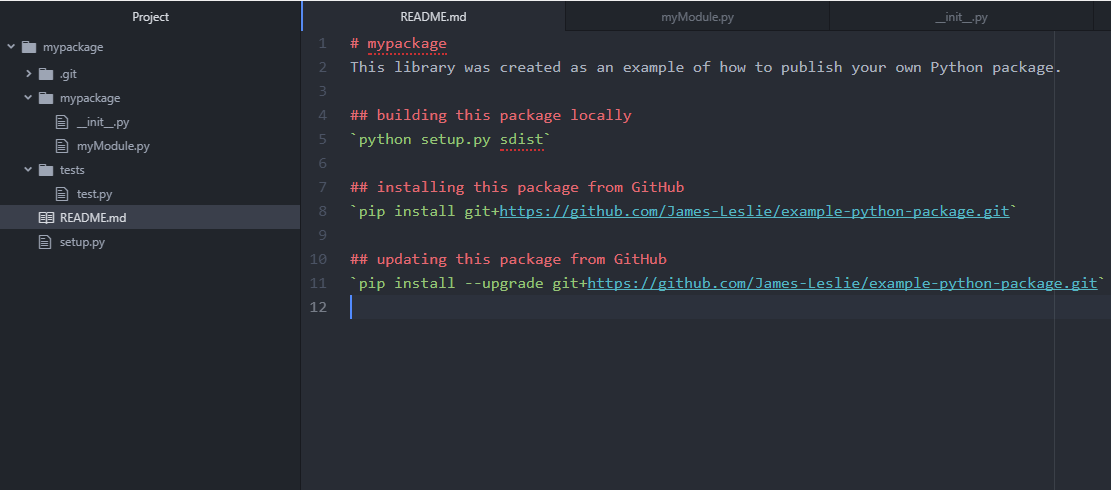 Project
mypackage
.git
mypackage
__init__.py
myModule.py
tests
test.py
README.md
setup.py
README.md
myModule.py
__init__.py
1 # mypackage
2 This library was created as an example of how to publish your own Python package.
3
4 ## building this package locally
5 `python setup.py sdist`
6
7 ## installing this package from GitHub
8 `pip install git+https://github.com/James-Leslie/example-python-package.git`
9
10 ## updating this package from GitHub
11 `pip install --upgrade git+https://github.com/James-Leslie/example-python-package.git`
12